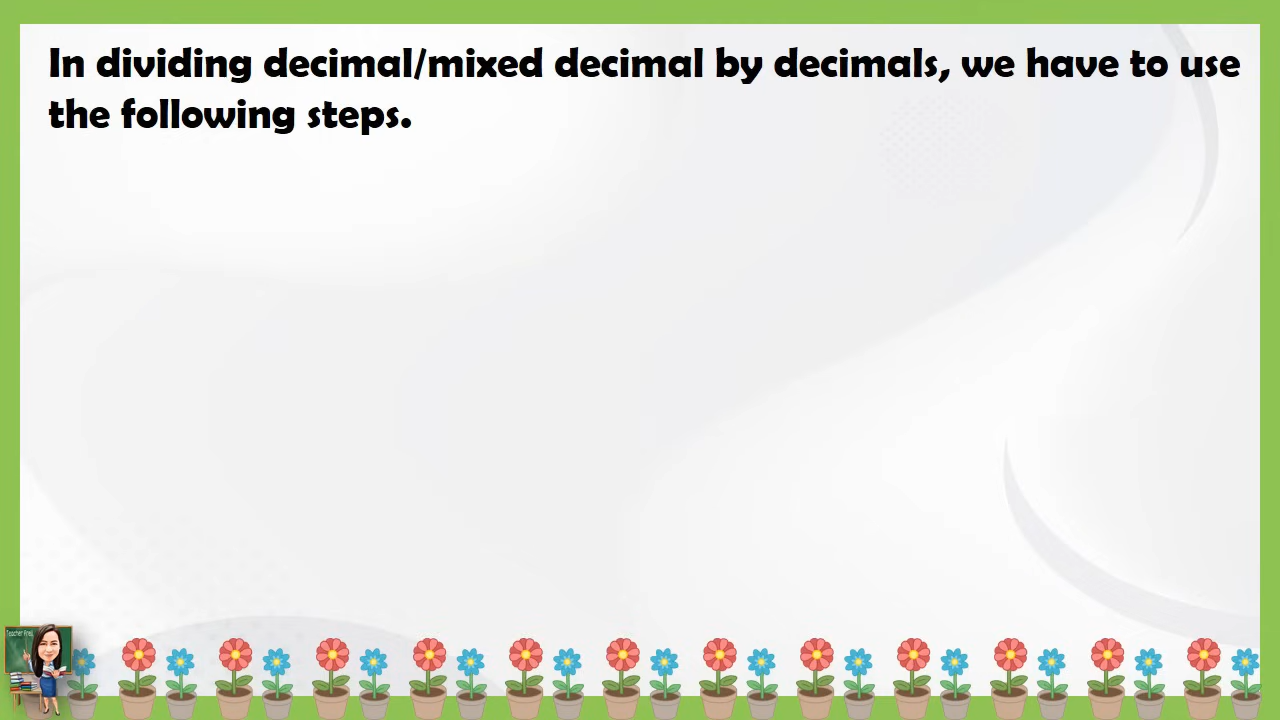 In dividing decimal/mixed decimal by decimals, we have to use
the following steps.